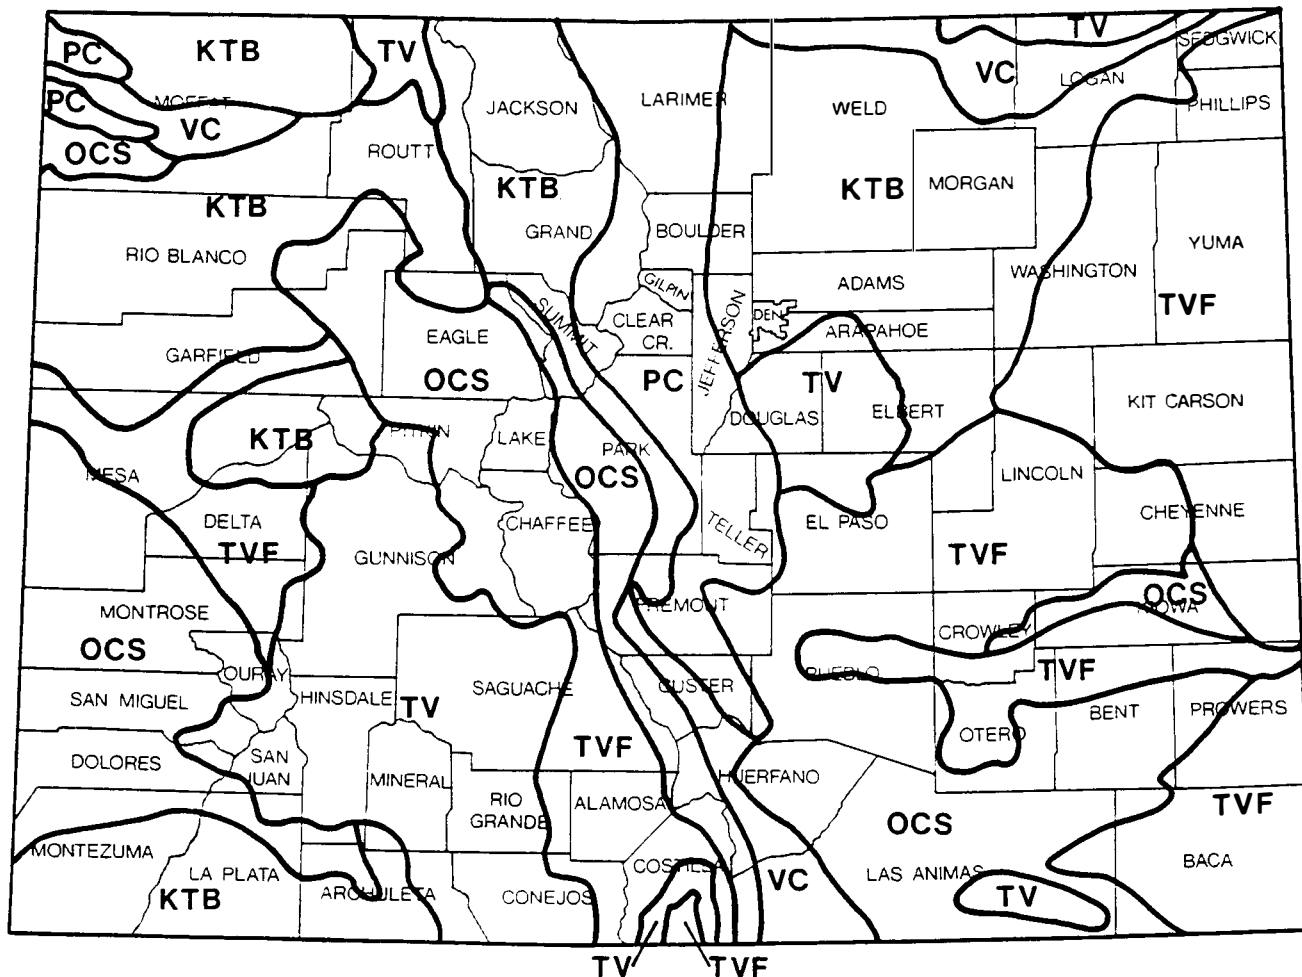 TV
PC
KTB
TV
SEDGWICK
VC
LOGAN
PC
MOFFAT
JACKSON
LARIMER
WELD
PHILLIPS
VC
OCS
ROUTT
KTB
KTB
MORGAN
KTB
GRAND
BOULDER
YUMA
RIO BLANCO
WASHINGTON
GILPIN
ADAMS
TVF
SUMMIT
CLEAR
CR.
JEFFERSON
DEN
ARAPAHOE
EAGLE
GARFIELD
OCS
PC
TV
DOUGLAS
ELBERT
KIT CARSON
KTB
PITKIN
LAKE
PARK
MESA
OCS
LINCOLN
DELTA
CHAFFEE
TELLER
EL PASO
CHEYENNE
TVF
GUNNISON
TVF
MONTROSE
FREMONT
OCS
KIOWA
CROWLEY
OCS
OURAY
PUEBLO
TVF
SAN MIGUEL
HINSDALE
SAGUACHE
CUSTER
TV
BENT
PROWERS
OTERO
DOLORES
SAN
JUAN
MINERAL
TVF
HUERFANO
RIO
GRANDE
ALAMOSA
TVF
OCS
MONTEZUMA
LA PLATA
ARCHULETA
CONEJOS
COSTILLA
VC
LAS ANIMAS
BACA
KTB
TV
TV
TVF